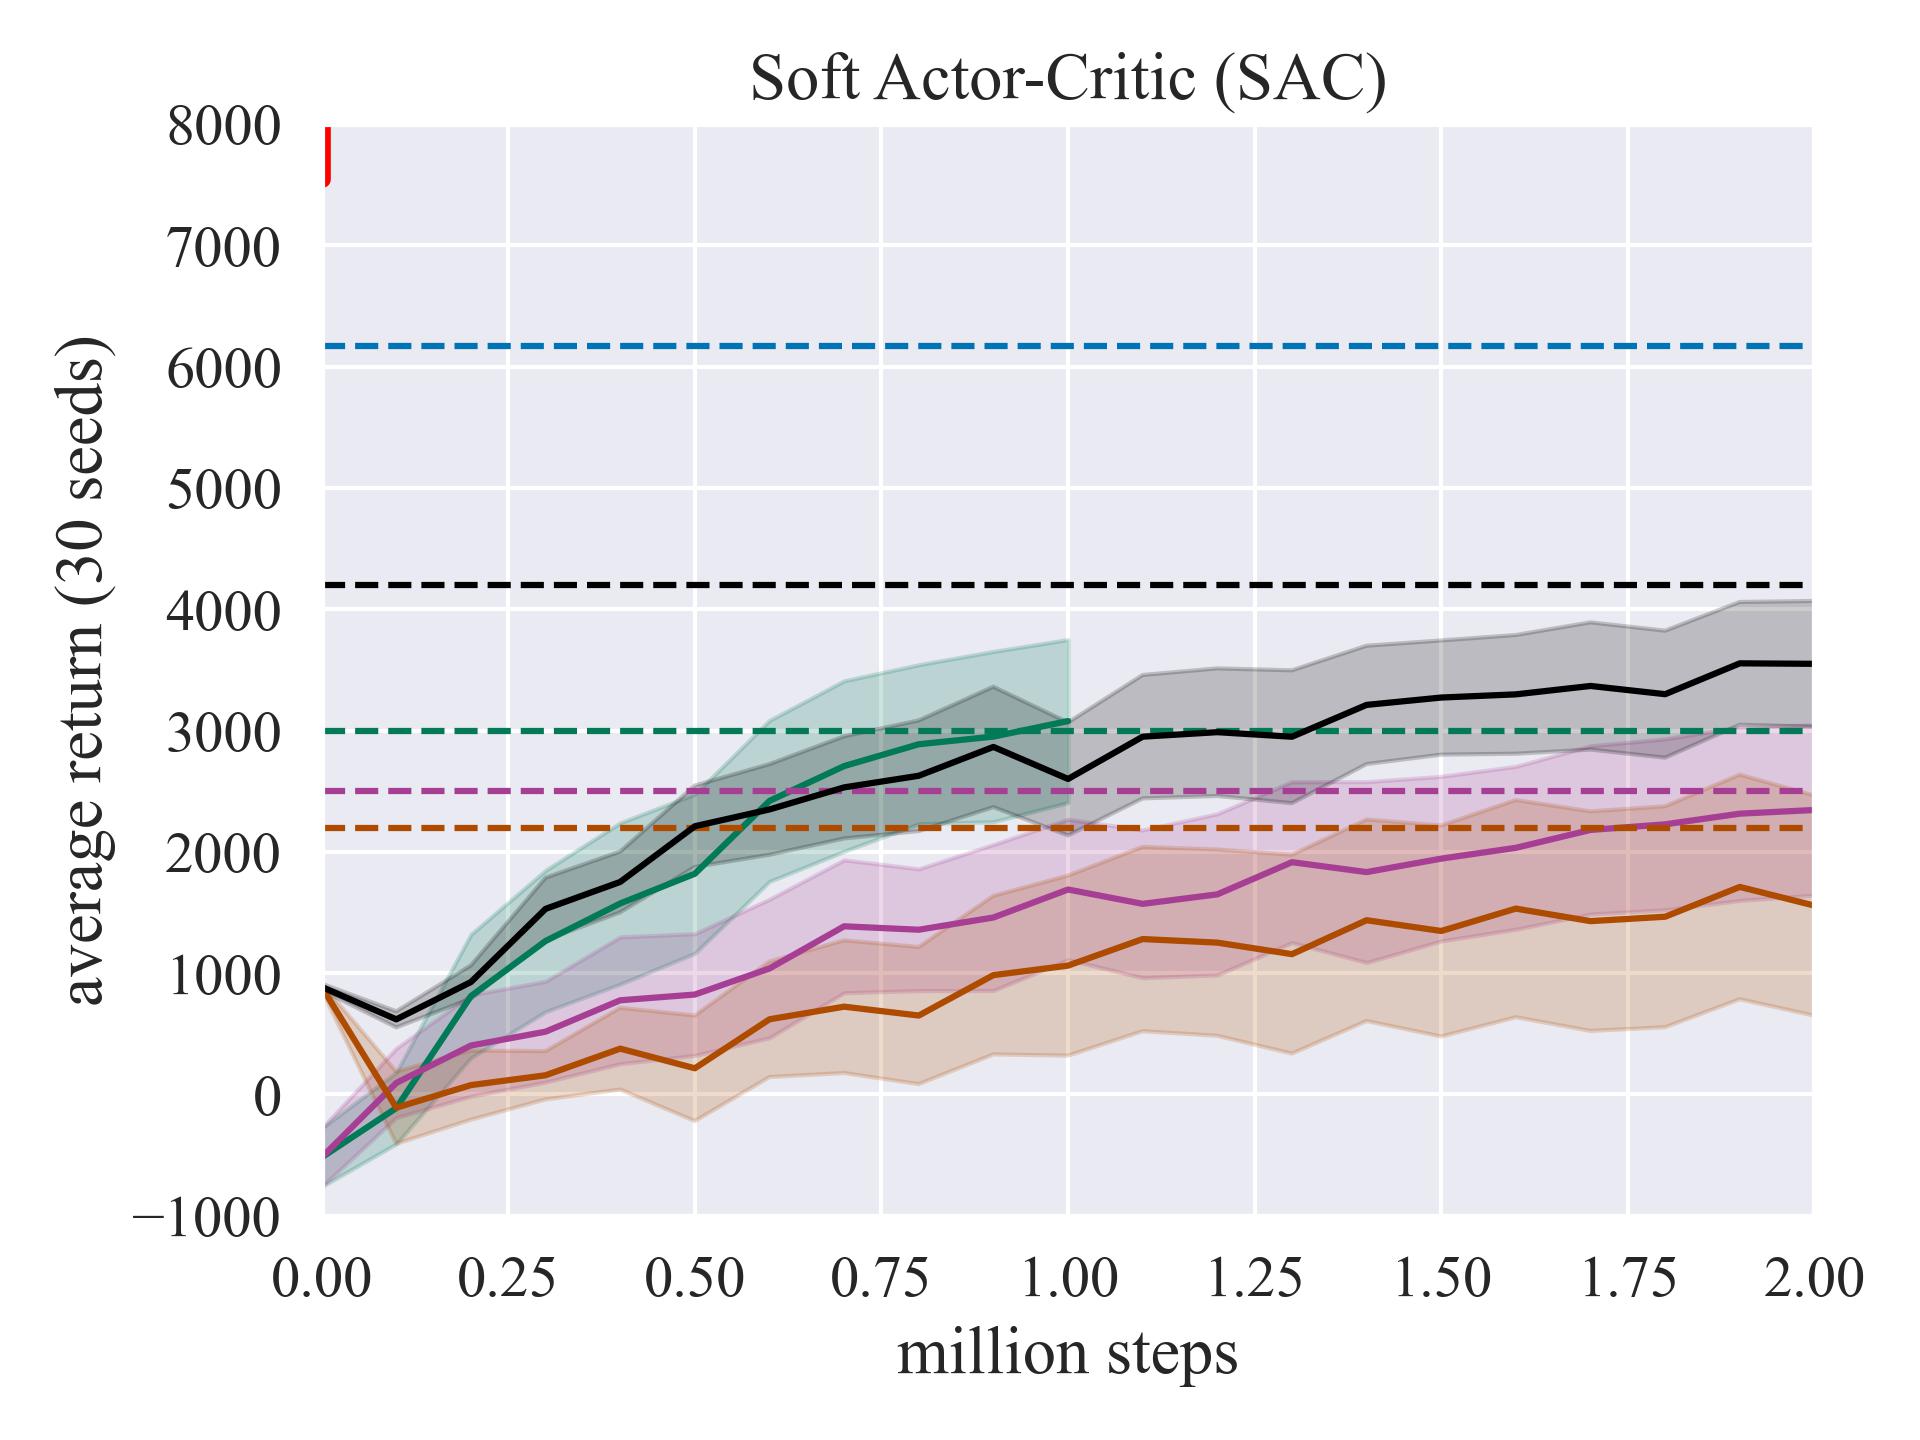 Soft Actor-Critic (SAC)
8000
7000
6000
5000
4000
3000
2000
1000
0
−1000
average return (30 seeds)
0.00 0.25 0.50 0.75 1.00 1.25 1.50 1.75 2.00
million steps